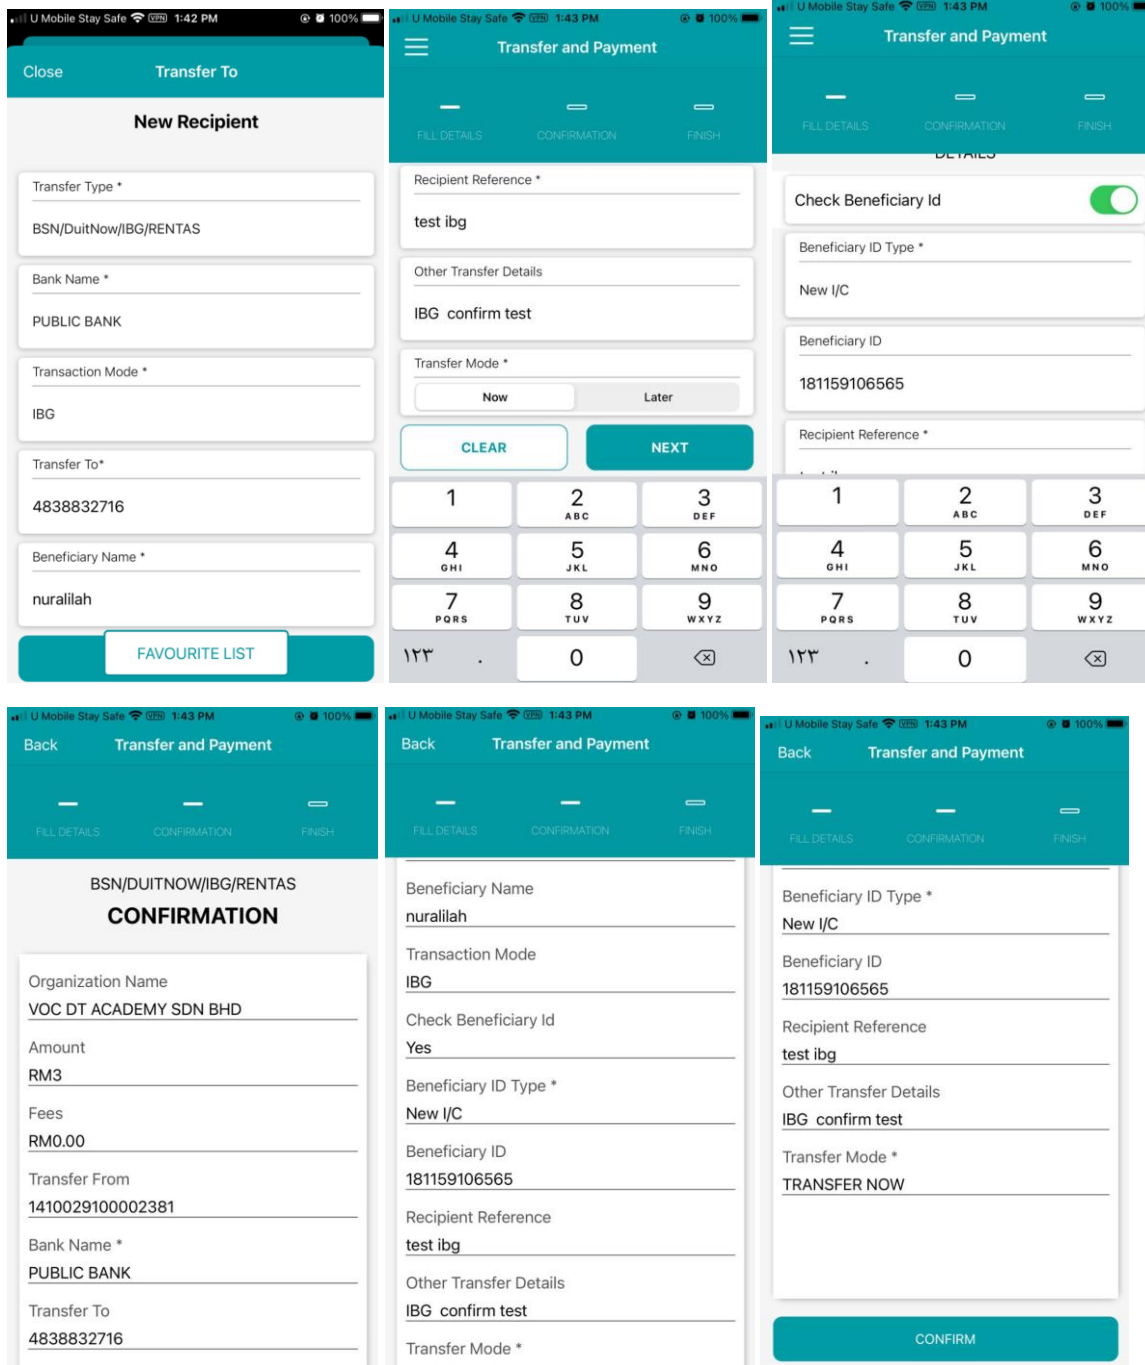 U Mobile Stay Safe VPN 1:42 PM 100%
Close Transfer To
New Recipient
Transfer Type *
BSN/DuitNow/IBG/RENTAS
Bank Name *
PUBLIC BANK
Transaction Mode *
IBG
Transfer To*
4838832716
Beneficiary Name *
nuralilah
FAVOURITE LIST
U Mobile Stay Safe VPN 1:43 PM 100%
Transfer and Payment
FILL DETAILS CONFIRMATION FINISH
Recipient Reference *
test ibg
Other Transfer Details
IBG confirm test
Transfer Mode *
Now Later
CLEAR NEXT
1 2 3
ABC DEF
4 5 6
GHI JKL MNO
7 8 9
PQRS TUV WXYZ
١٢٣ . 0
U Mobile Stay Safe VPN 1:43 PM 100%
Transfer and Payment
FILL DETAILS CONFIRMATION FINISH
DETAILS
Check Beneficiary Id
Beneficiary ID Type *
New I/C
Beneficiary ID
181159106565
Recipient Reference *
1 2 3
ABC DEF
4 5 6
GHI JKL MNO
7 8 9
PQRS TUV WXYZ
١٢٣ . 0
U Mobile Stay Safe VPN 1:43 PM 100%
Back Transfer and Payment
FILL DETAILS CONFIRMATION FINISH
BSN/DUITNOW/IBG/RENTAS
CONFIRMATION
Organization Name
VOC DT ACADEMY SDN BHD
Amount
RM3
Fees
RM0.00
Transfer From
1410029100002381
Bank Name *
PUBLIC BANK
Transfer To
4838832716
U Mobile Stay Safe VPN 1:43 PM 100%
Back Transfer and Payment
FILL DETAILS CONFIRMATION FINISH
Beneficiary Name
nuralilah
Transaction Mode
IBG
Check Beneficiary Id
Yes
Beneficiary ID Type *
New I/C
Beneficiary ID
181159106565
Recipient Reference
test ibg
Other Transfer Details
IBG confirm test
Transfer Mode *
U Mobile Stay Safe VPN 1:43 PM 100%
Back Transfer and Payment
FILL DETAILS CONFIRMATION FINISH
Beneficiary ID Type *
New I/C
Beneficiary ID
181159106565
Recipient Reference
test ibg
Other Transfer Details
IBG confirm test
Transfer Mode *
TRANSFER NOW
CONFIRM